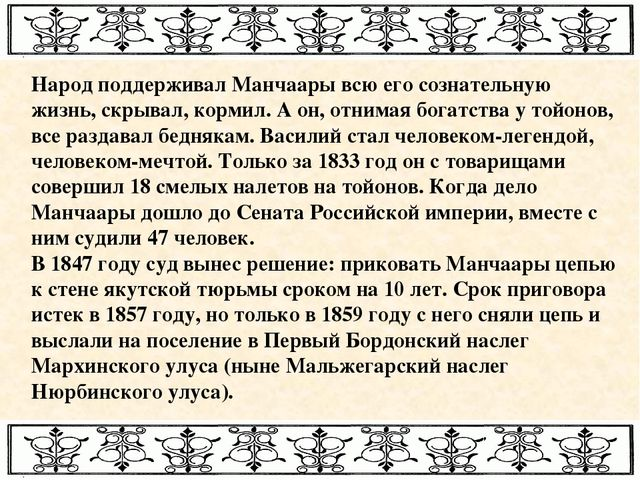 Народ поддерживал Манчаары всю его сознательную
жизнь, скрывал, кормил. А он, отнимая богатства у тойонов,
все раздавал беднякам. Василий стал человеком-легендой,
человеком-мечтой. Только за 1833 год он с товарищами
совершил 18 смелых налетов на тойонов. Когда дело
Манчаары дошло до Сената Российской империи, вместе с
ним судили 47 человек.
В 1847 году суд вынес решение: приковать Манчаары цепью
к стене якутской тюрьмы сроком на 10 лет. Срок приговора
истек в 1857 году, но только в 1859 году с него сняли цепь и
выслали на поселение в Первый Бордонский наслег
Мархинского улуса (ныне Мальжегарский наслег
Нюрбинского улуса).